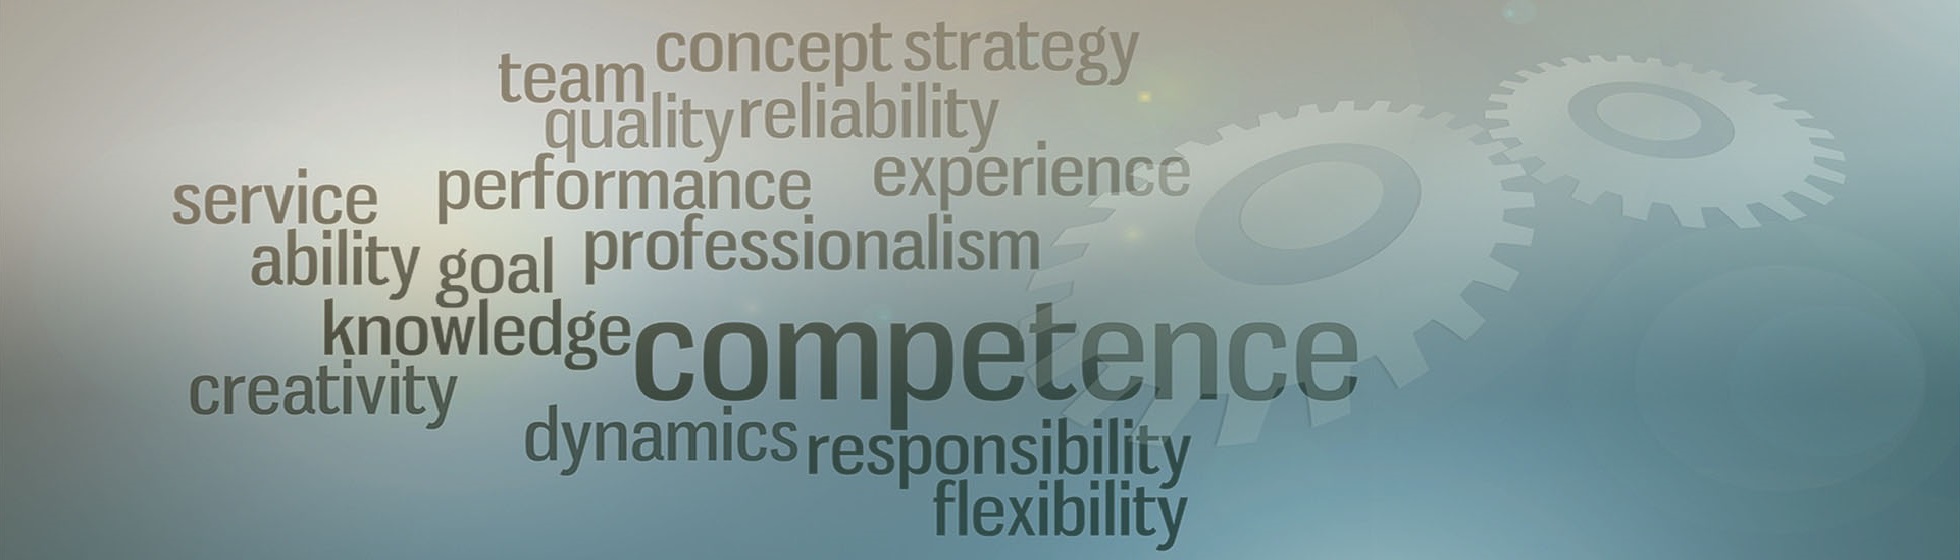 concept strategy
team
quality reliability
service performance experience
ability goal professionalism
knowledge competence
creativity
dynamics responsibility
flexibility